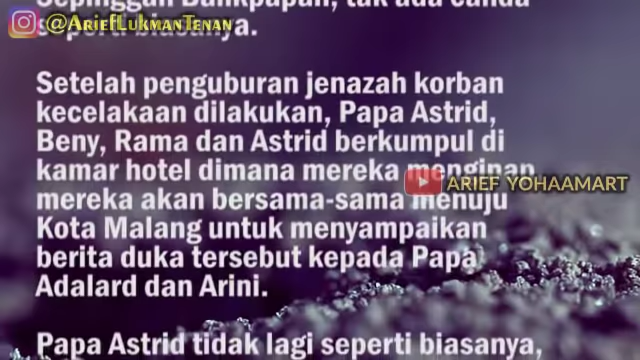 Sepinggan Balikpapan, tak ada canda
@ArieflukmanTenan
seperti biasanya.
Setelah penguburan jenazah korban
kecelakaan dilakukan, Papa Astrid,
Beny, Rama dan Astrid berkumpul di
kamar hotel dimana mereka menginap
ARIEF YOHAAMART
mereka akan bersama-sama menuju
Kota Malang untuk menyampaikan
berita duka tersebut kepada Papa
Adalard dan Arini.
Papa Astrid tidak lagi seperti biasanya,